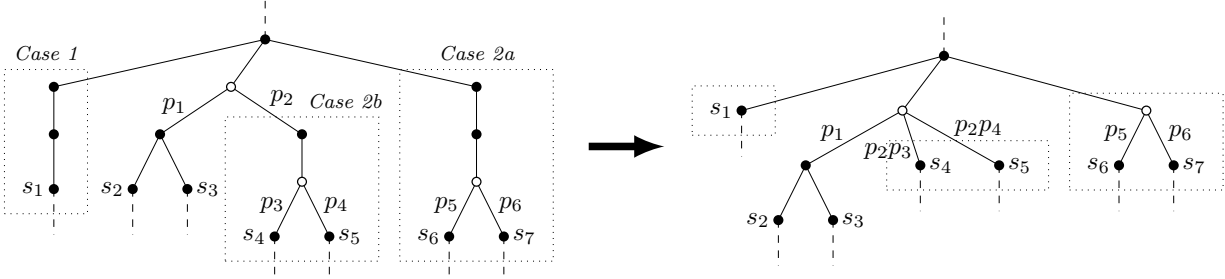 Case 1
Case 2a
p₁
p₂
Case 2b
s₁
s₂
s₃
p₃
p₄
p₅
p₆
s₄
s₅
s₆
s₇
s₁
p₁
p₂p₃
p₂p₄
p₅
p₆
s₄
s₅
s₆
s₇
s₂
s₃